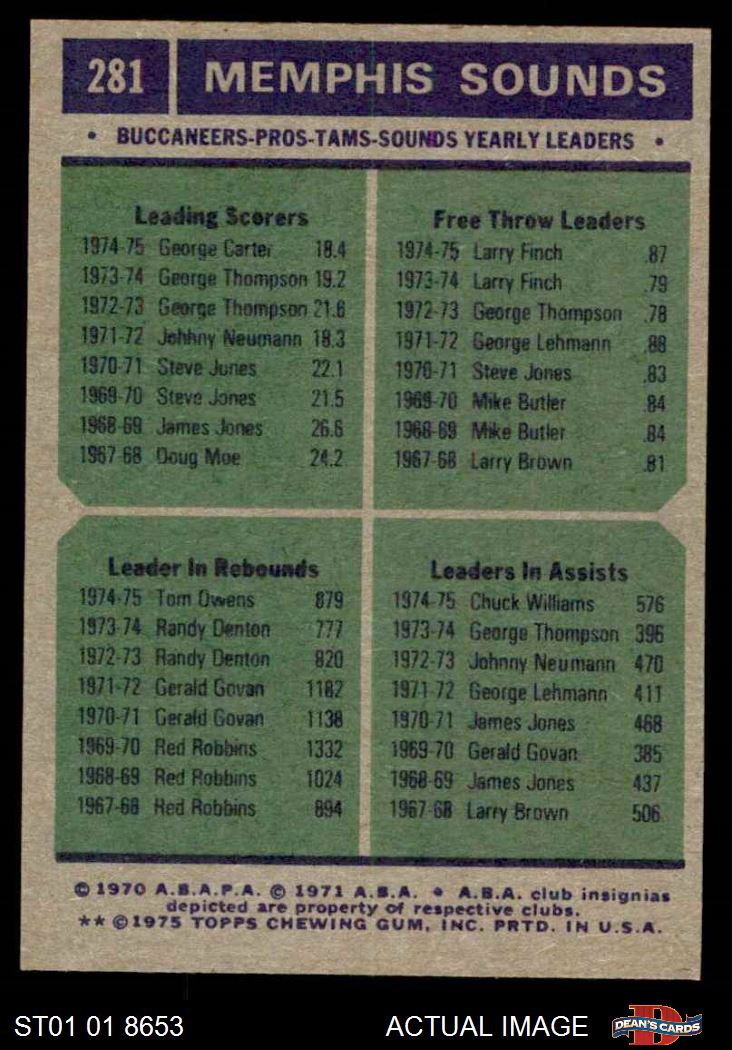 281 MEMPHIS SOUNDS
• BUCCANEERS-PROS-TAMS-SOUNDS YEARLY LEADERS •
Leading Scorers
1974-75 George Carter 18.4
1973-74 George Thompson 19.2
1972-73 George Thompson 21.6
1971-72 Johhny Neumann 18.3
1970-71 Steve Jones 22.1
1969-70 Steve Jones 21.5
1968-69 James Jones 26.6
1967-68 Doug Moe 24.2
Free Throw Leaders
1974-75 Larry Finch .87
1973-74 Larry Finch .79
1972-73 George Thompson .78
1971-72 George Lehmann .88
1970-71 Steve Jones .83
1969-70 Mike Butler .84
1968-69 Mike Butler .84
1967-68 Larry Brown .81
Leader In Rebounds
1974-75 Tom Owens 879
1973-74 Randy Denton 777
1972-73 Randy Denton 820
1971-72 Gerald Govan 1182
1970-71 Gerald Govan 1138
1969-70 Red Robbins 1332
1968-69 Red Robbins 1024
1967-68 Red Robbins 894
Leaders In Assists
1974-75 Chuck Williams 576
1973-74 George Thompson 396
1972-73 Johnny Neumann 470
1971-72 George Lehmann 411
1970-71 James Jones 468
1969-70 Gerald Govan 385
1968-69 James Jones 437
1967-68 Larry Brown 506
© 1970 A.B.A.P.A. © 1971 A.B.A. • A.B.A. club insignias
depicted are property of respective clubs.
** © 1975 TOPPS CHEWING GUM, INC. PRTD. IN U.S.A.
ST01 01 8653 ACTUAL IMAGE D DEAN'S CARDS